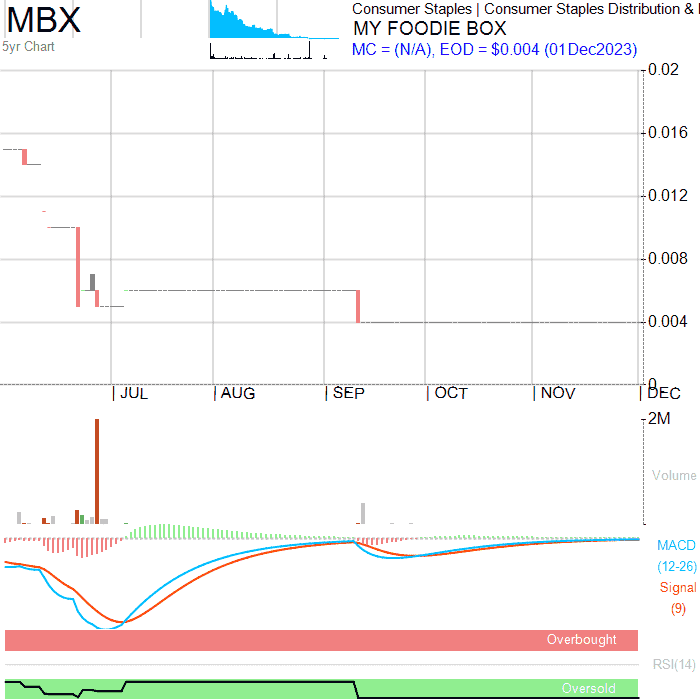 MBX
5yr Chart
Consumer Staples | Consumer Staples Distribution &
MY FOODIE BOX
MC = (N/A), EOD = $0.004 (01Dec2023)
0.02
0.016
0.012
0.008
0.004
0
JUL
AUG
SEP
OCT
NOV
DEC
2M
Volume
MACD
(12-26)
Signal
(9)
Overbought
RSI(14)
Oversold